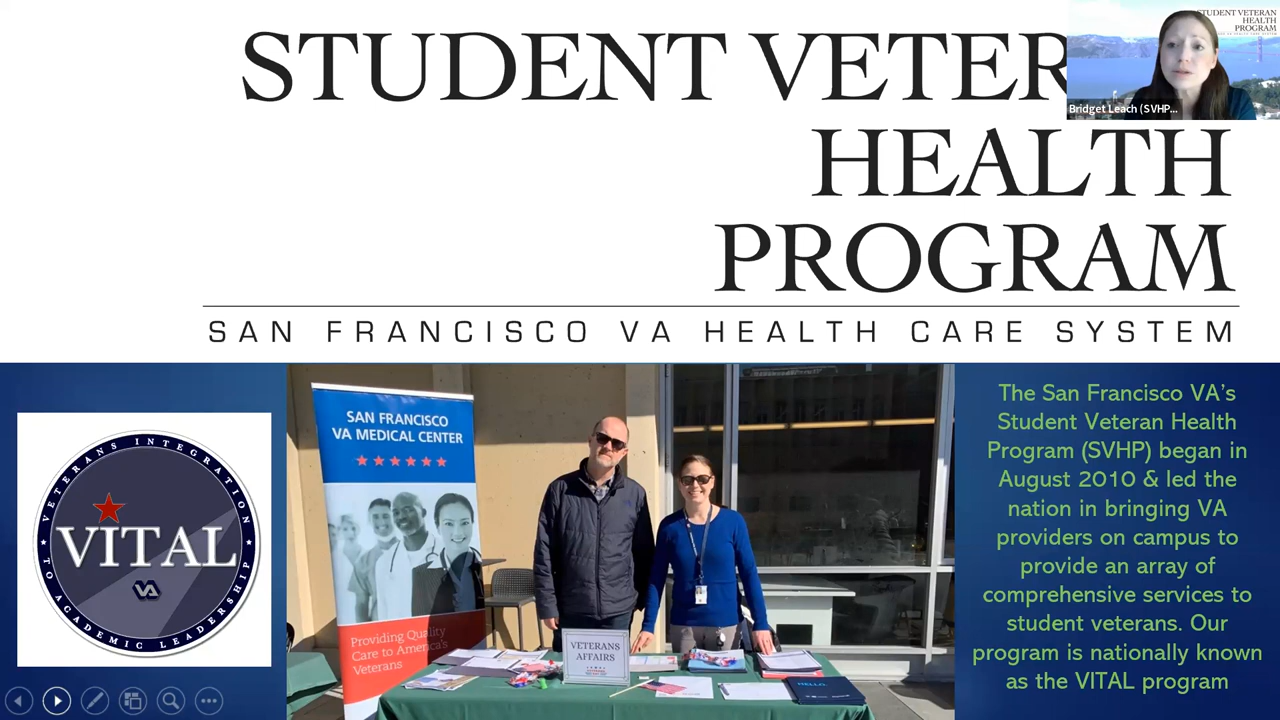 STUDENT VETER
HEALTH
PROGRAM
SAN FRANCISCO VA HEALTH CARE SYSTEM
STUDENT VETERAN
HEALTH
PROGRAM
Bridget Leach (SVHP...
VETERANS INTEGRATION
VITAL
VA
TO ACADEMIC LEADERSHIP
SAN FRANCISCO
VA MEDICAL CENTER
Providing Quality
Care to America's
Veterans
VETERANS
AFFAIRS
HELLO
The San Francisco VA's
Student Veteran Health
Program (SVHP) began in
August 2010 & led the
nation in bringing VA
providers on campus to
provide an array of
comprehensive services to
student veterans. Our
program is nationally known
as the VITAL program